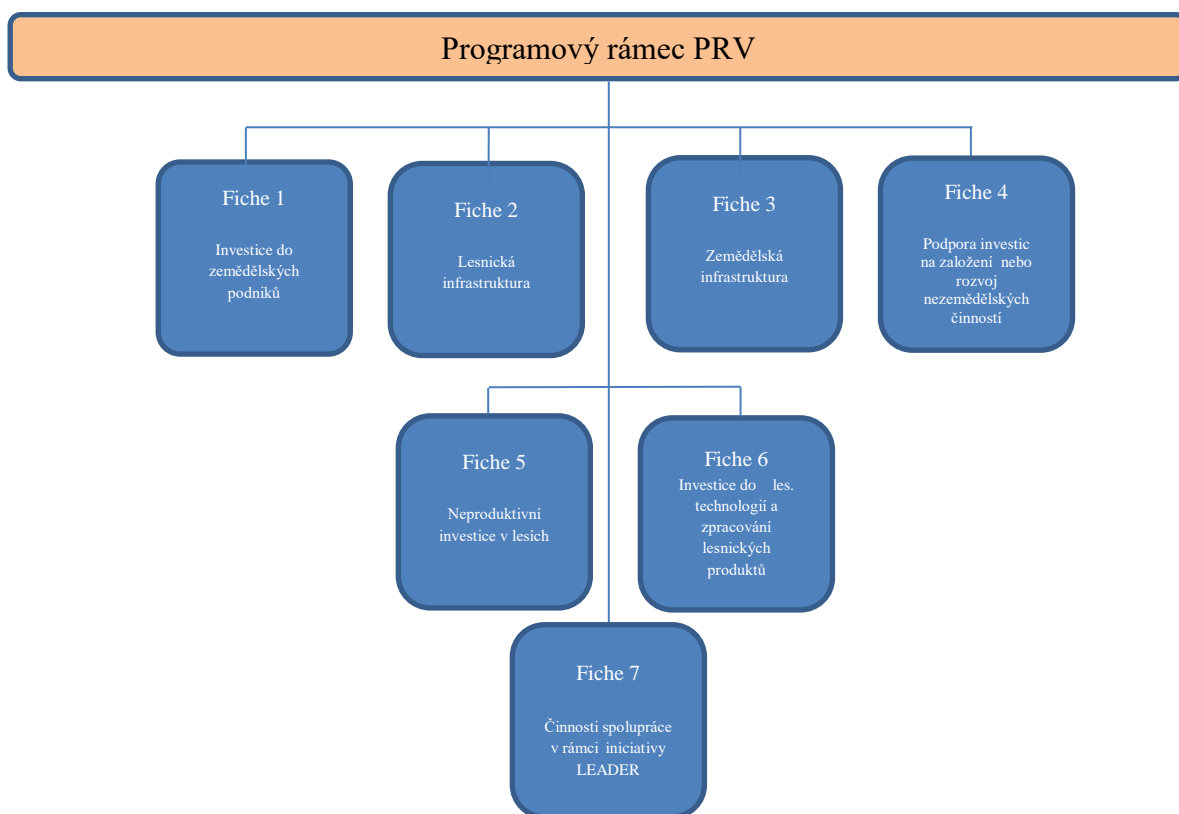 Programový rámec PRV
Fiche 1
Investice do
zemědělských
podniků
Fiche 2
Lesnická
infrastruktura
Fiche 3
Zemědělská
infrastruktura
Fiche 4
Podpora investic
na založení nebo
rozvoj
nezemědělských
činností
Fiche 5
Neproduktivní
investice v lesích
Fiche 6
Investice do les.
technologií a
zpracování
lesnických
produktů
Fiche 7
Činnosti spolupráce
v rámci iniciativy
LEADER